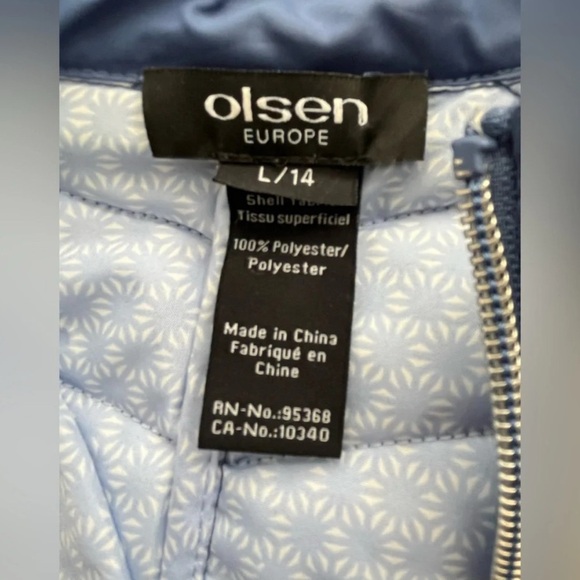 olsen
EUROPE
L/14
Shell
Tissu superficiel
100% Polyester/
Polyester
Made in China
Fabriqué en
Chine
RN-No.:95368
CA-No.:10340